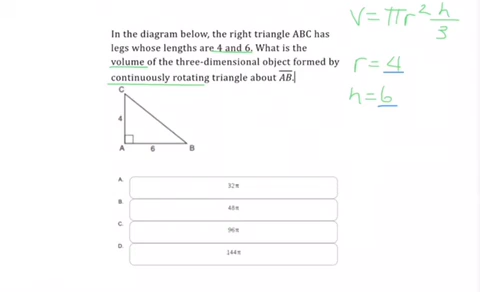 In the diagram below, the right triangle ABC has
legs whose lengths are 4 and 6. What is the
volume of the three-dimensional object formed by
continuously rotating triangle about AB.
V = πr² h/3
r = 4
h = 6
C
4
A 6 B
A.
32π
B.
48π
C.
96π
D.
144π